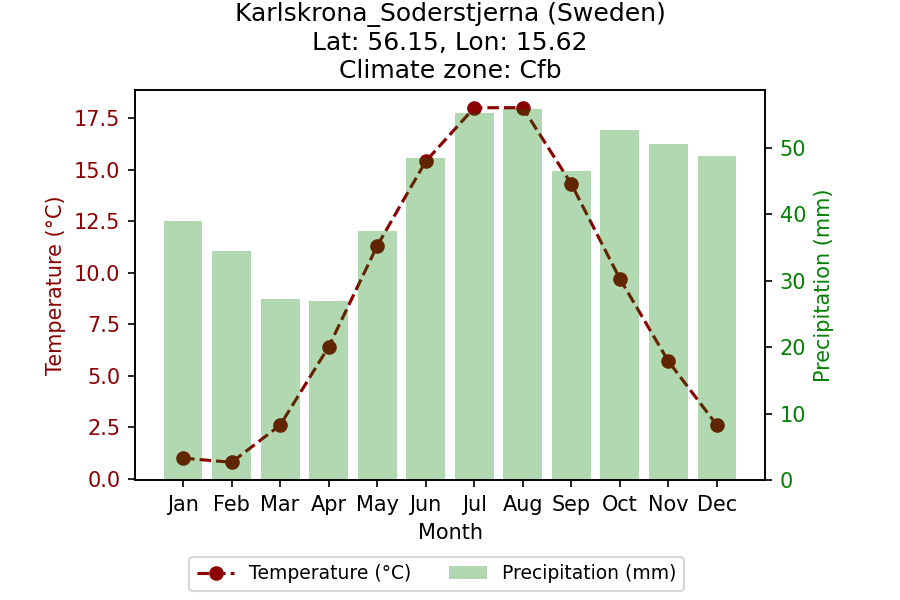 Karlskrona_Soderstjerna (Sweden)
Lat: 56.15, Lon: 15.62
Climate zone: Cfb
Temperature (°C)
17.5
15.0
12.5
10.0
7.5
5.0
2.5
0.0
50
40
30
20
10
0
Precipitation (mm)
Jan Feb Mar Apr May Jun Jul Aug Sep Oct Nov Dec
Month
Temperature (°C) Precipitation (mm)